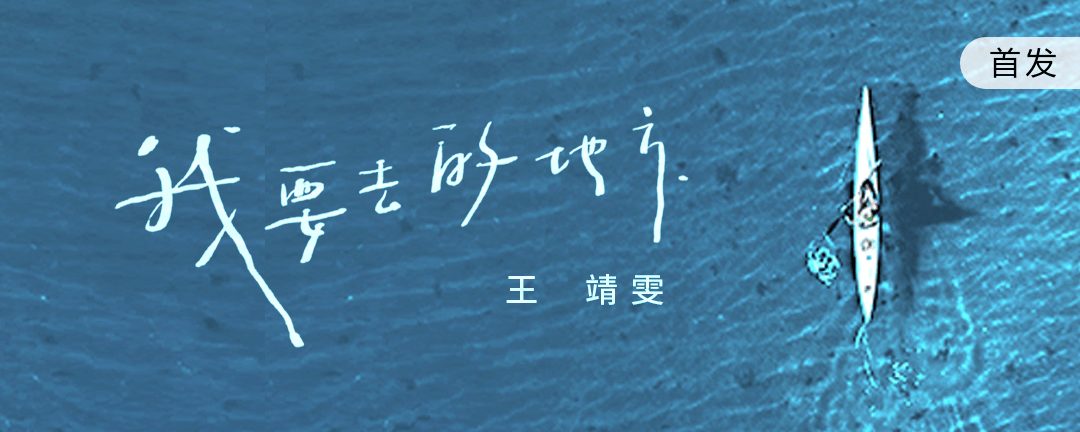 首发
我要去的地方
王 靖雯